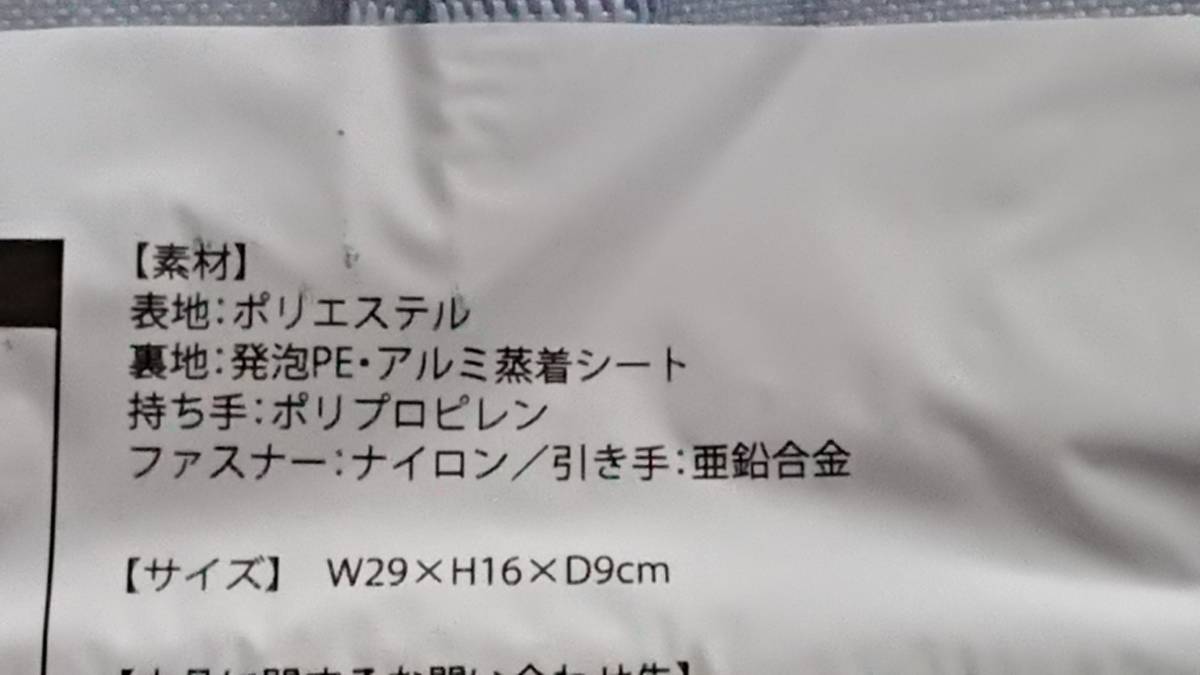 【素材】
表地:ポリエステル
裏地:発泡PE・アルミ蒸着シート
持ち手:ポリプロピレン
ファスナー:ナイロン/引き手:亜鉛合金
【サイズ】 W29×H16×D9cm